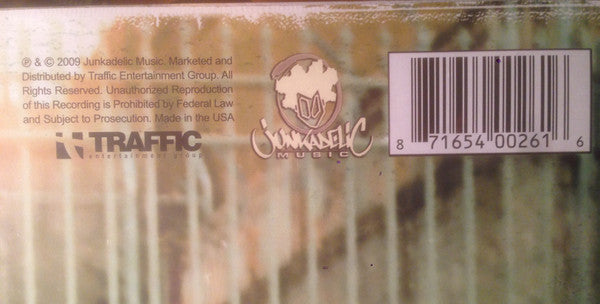 ℗ & © 2009 Junkadelic Music. Marketed and
Distributed by Traffic Entertainment Group. All
Rights Reserved. Unauthorized Reproduction
of this Recording is Prohibited by Federal Law
and Subject to Prosecution. Made in the USA
TRAFFIC
entertainment group
JUNKADELIC
MUSIC
8 71654 00261 6